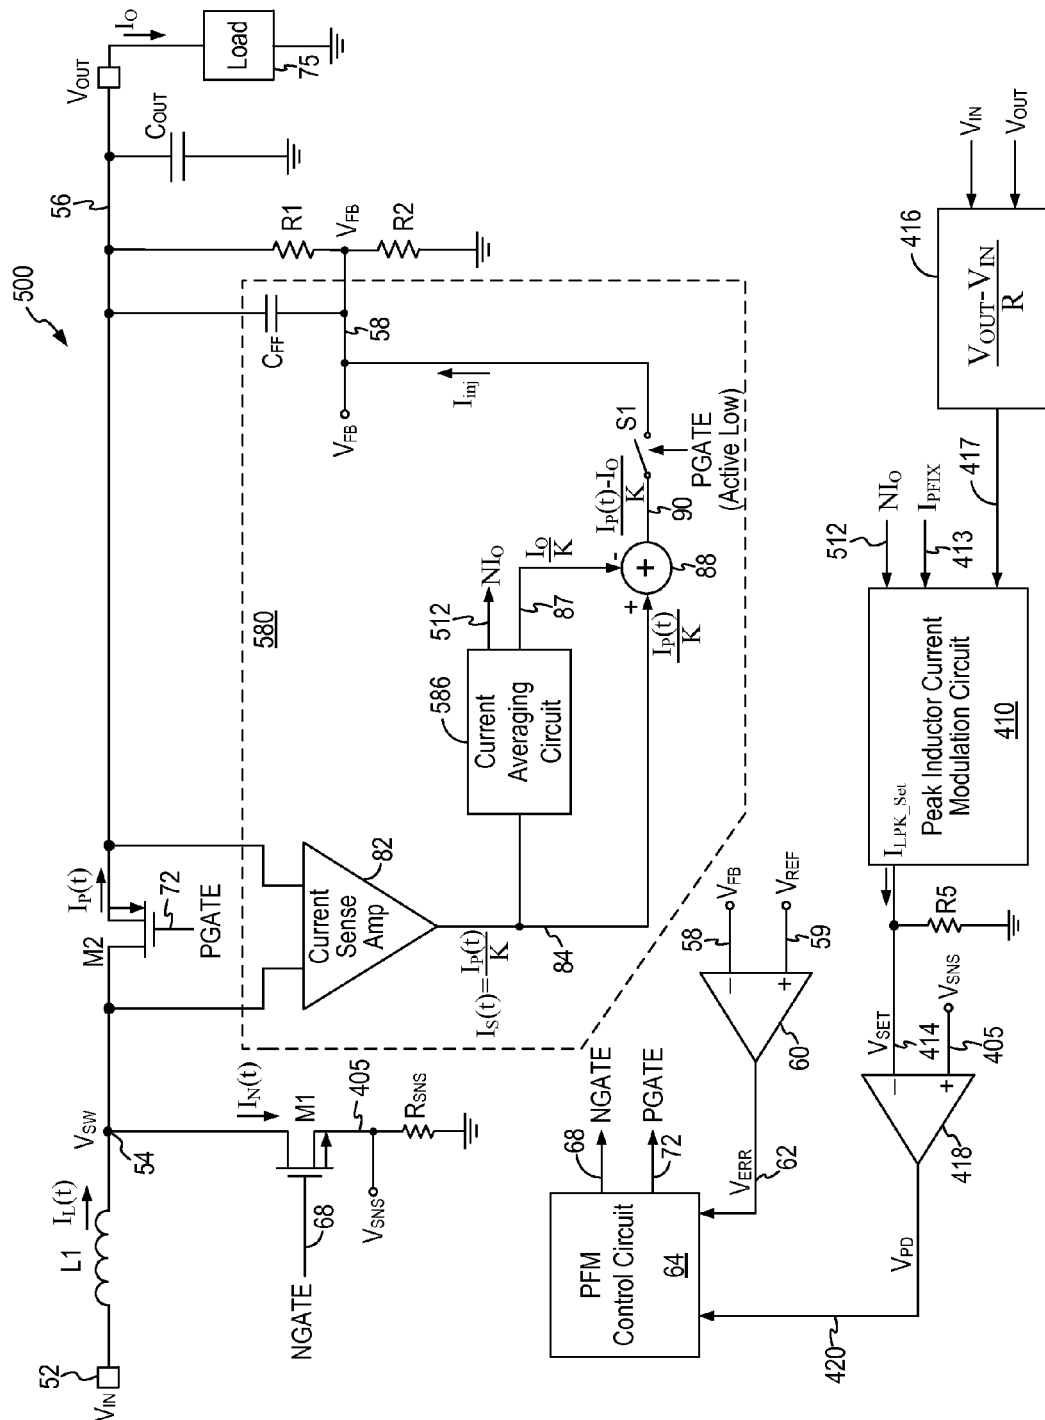 500
52
VIN
L1
IL(t)
VSW
54
IN(t)
M1
68
NGATE
405
VSNS
RSNS
M2
IP(t)
72
PGATE
580
Current
Sense
Amp
82
IS(t)=IP(t)/K
84
586
Current
Averaging
Circuit
512
NIO
87
IO/K
+
-
+
88
IP(t)/K
IP(t)-IO/K
90
S1
PGATE
(Active Low)
Iinj
VFB
58
CFF
56
R1
VFB
R2
COUT
VOUT
IO
Load
75
PFM
Control Circuit
64
68
NGATE
72
PGATE
VERR
62
60
58
VFB
59
VREF
−
+
420
VPD
418
−
+
VSET
414
VSNS
405
R5
ILPK_Set
Peak Inductor Current
Modulation Circuit
410
512
NIO
IPFIX
413
417
416
VOUT-VIN
R
VIN
VOUT